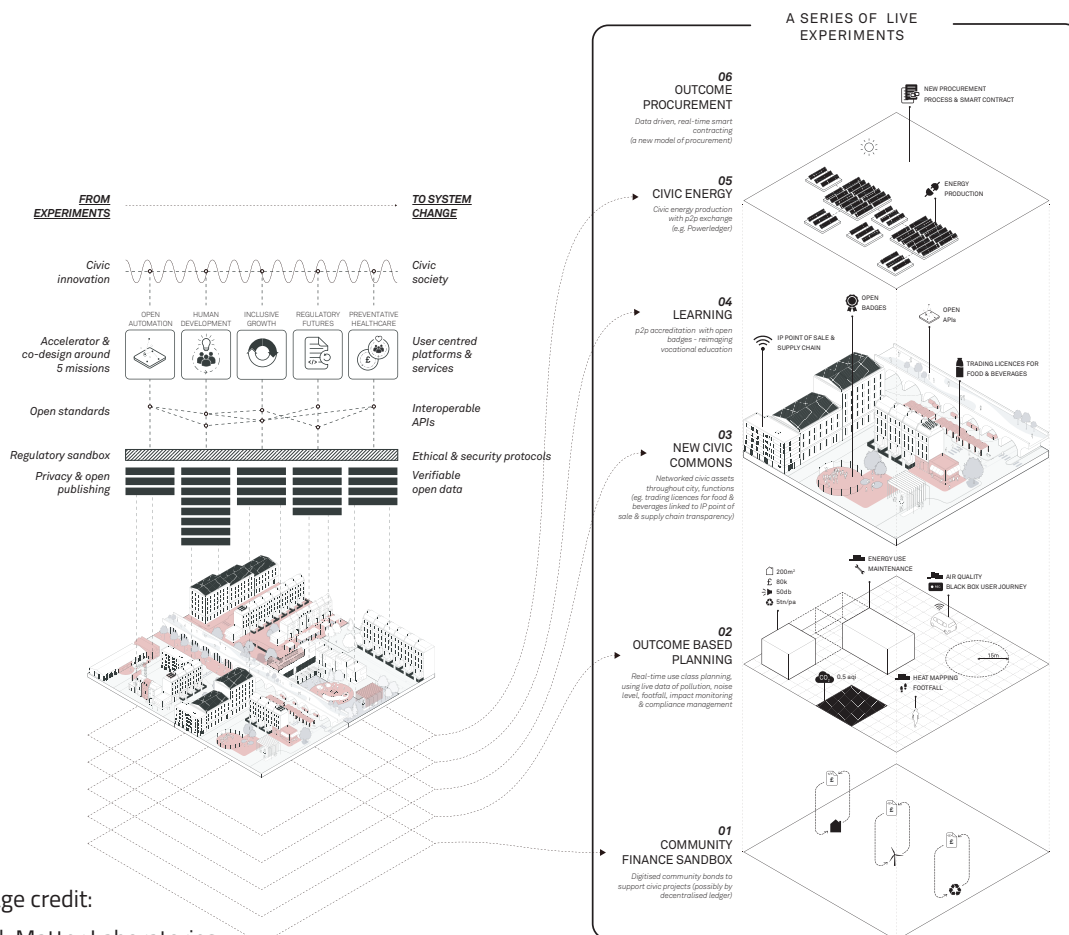 A SERIES OF LIVE
EXPERIMENTS
06
OUTCOME
PROCUREMENT
Data driven, real-time smart
contracting
(a new model of procurement)
NEW PROCUREMENT
PROCESS & SMART CONTRACT
05
CIVIC ENERGY
Civic energy production
with p2p exchange
(e.g. Powerledger)
ENERGY
PRODUCTION
04
LEARNING
p2p accreditation with open
badges - reimaging
vocational education
OPEN
BADGES
OPEN
APIs
IP POINT OF SALE &
SUPPLY CHAIN
TRADING LICENCES FOR
FOOD & BEVERAGES
03
NEW CIVIC
COMMONS
Networked civic assets
throughout city, functions
(eg. trading licences for food &
beverages linked to IP point of
sale & supply chain transparency)
02
OUTCOME BASED
PLANNING
Real-time use class planning,
using live data of pollution, noise
level, footfall, impact monitoring
& compliance management
200m²
£ 80k
50db
5tn/pa
ENERGY USE
MAINTENANCE
AIR QUALITY
BLACK BOX USER JOURNEY
15m
CO₂ 0.5 aqi
HEAT MAPPING
FOOTFALL
01
COMMUNITY
FINANCE SANDBOX
Digitised community bonds to
support civic projects (possibly by
decentralised ledger)
£
£
£
FROM
EXPERIMENTS
TO SYSTEM
CHANGE
Civic
innovation
Civic
society
OPEN
AUTOMATION
HUMAN
DEVELOPMENT
INCLUSIVE
GROWTH
REGULATORY
FUTURES
PREVENTATIVE
HEALTHCARE
Accelerator &
co-design around
5 missions
£
User centred
platforms &
services
Open standards
Interoperable
APIs
Regulatory sandbox
Ethical & security protocols
Privacy & open
publishing
Verifiable
open data
ge credit: